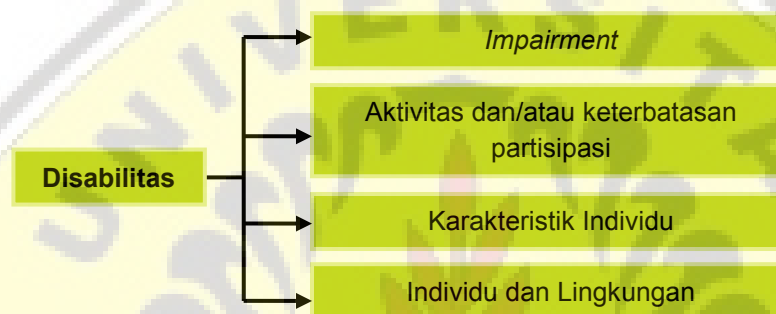 Impairment
Aktivitas dan/atau keterbatasan
partisipasi
Disabilitas
Karakteristik Individu
Individu dan Lingkungan